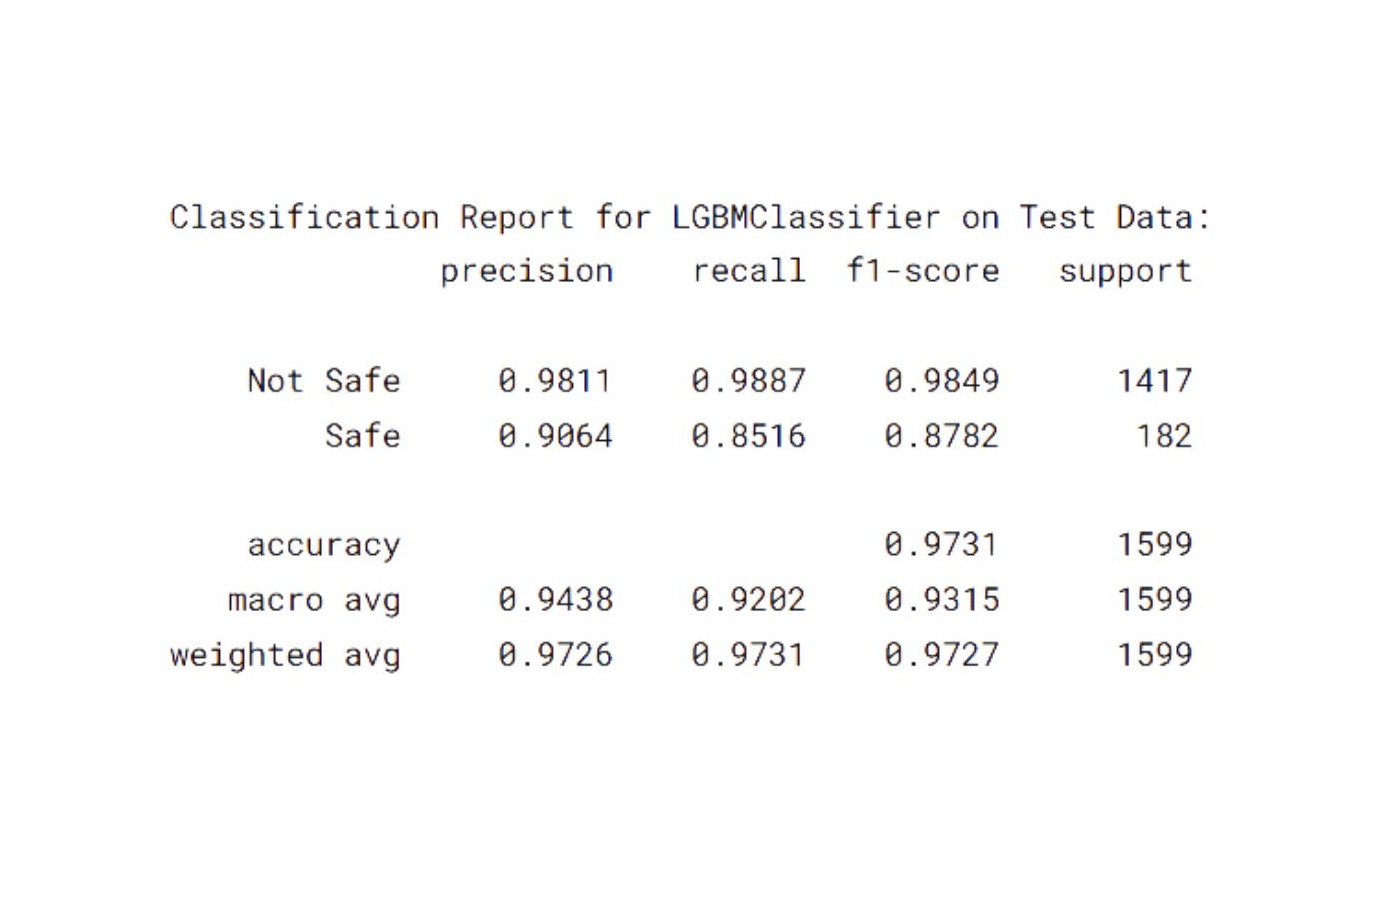 Classification Report for LGBMClassifier on Test Data:
precision recall f1-score support
Not Safe 0.9811 0.9887 0.9849 1417
Safe 0.9064 0.8516 0.8782 182
accuracy 0.9731 1599
macro avg 0.9438 0.9202 0.9315 1599
weighted avg 0.9726 0.9731 0.9727 1599